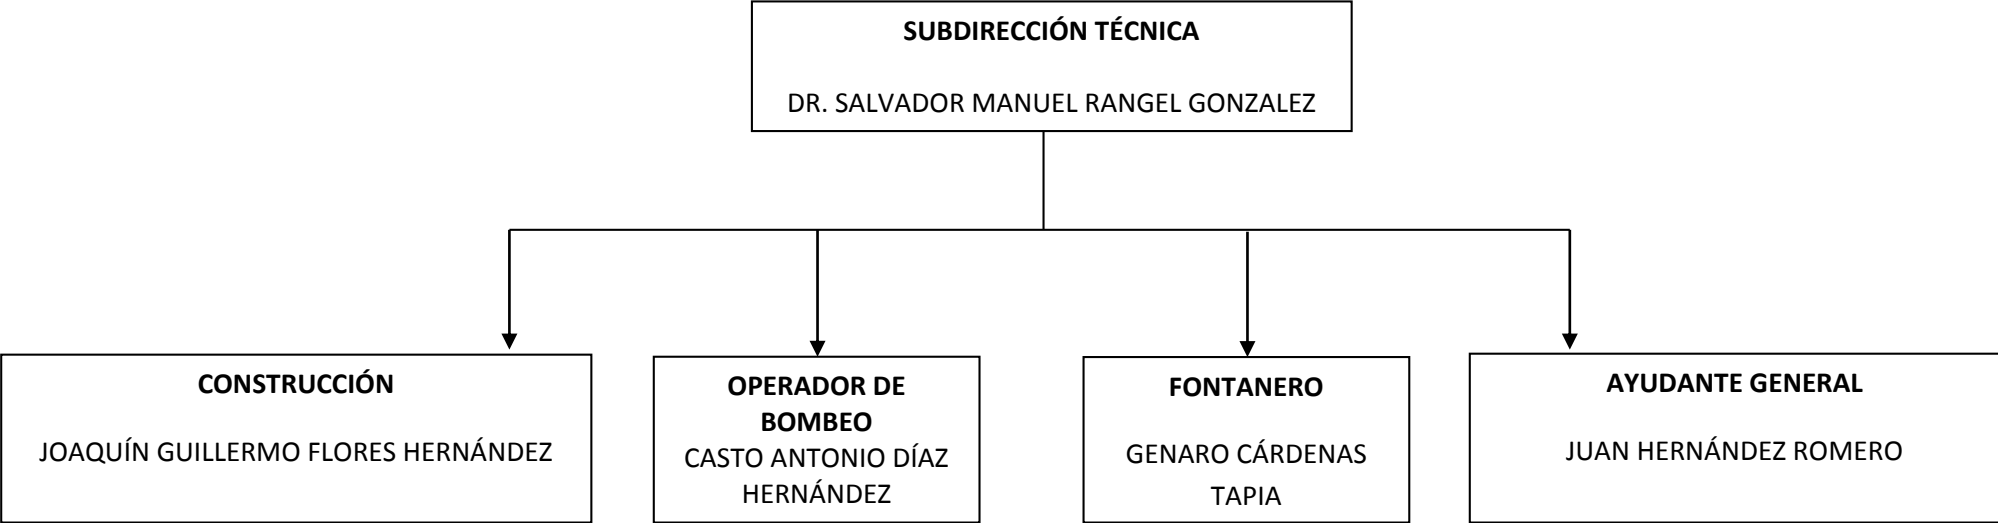 SUBDIRECCIÓN TÉCNICA
DR. SALVADOR MANUEL RANGEL GONZALEZ
CONSTRUCCIÓN
JOAQUÍN GUILLERMO FLORES HERNÁNDEZ
OPERADOR DE
BOMBEO
CASTO ANTONIO DÍAZ
HERNÁNDEZ
FONTANERO
GENARO CÁRDENAS
TAPIA
AYUDANTE GENERAL
JUAN HERNÁNDEZ ROMERO